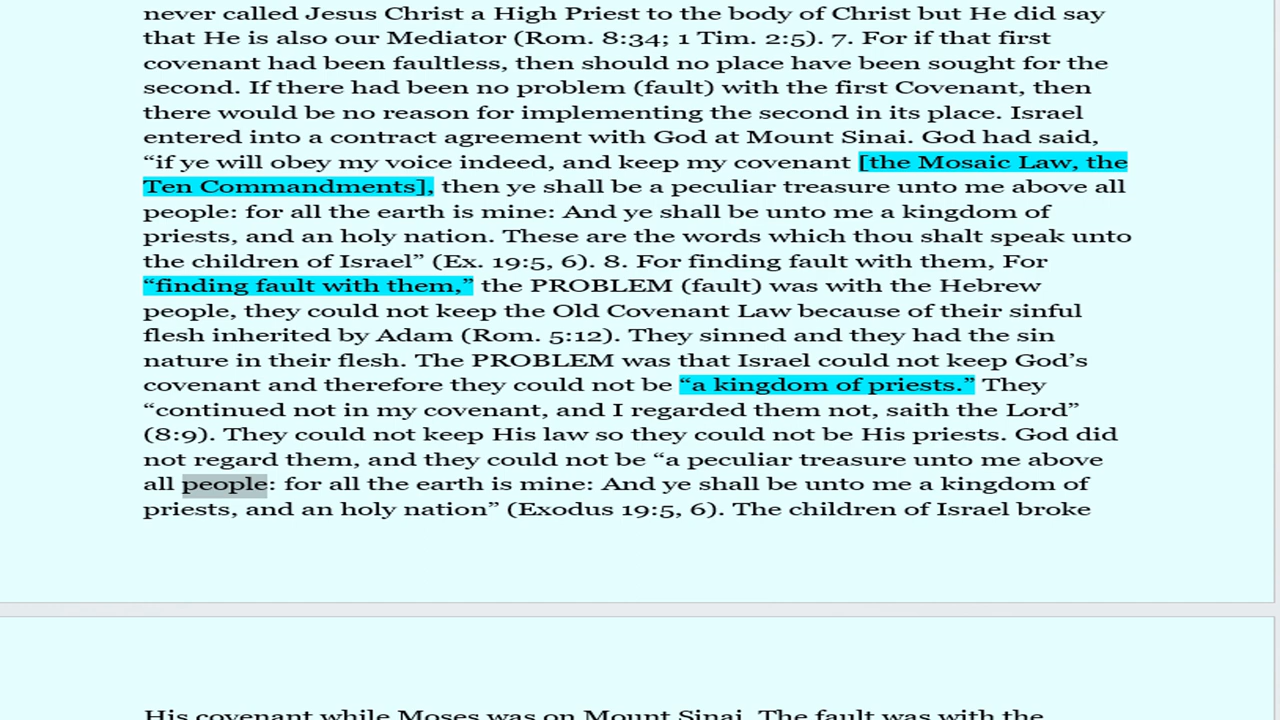 never called Jesus Christ a High Priest to the body of Christ but He did say
that He is also our Mediator (Rom. 8:34; 1 Tim. 2:5). 7. For if that first
covenant had been faultless, then should no place have been sought for the
second. If there had been no problem (fault) with the first Covenant, then
there would be no reason for implementing the second in its place. Israel
entered into a contract agreement with God at Mount Sinai. God had said,
“if ye will obey my voice indeed, and keep my covenant [the Mosaic Law, the
Ten Commandments], then ye shall be a peculiar treasure unto me above all
people: for all the earth is mine: And ye shall be unto me a kingdom of
priests, and an holy nation. These are the words which thou shalt speak unto
the children of Israel” (Ex. 19:5, 6). 8. For finding fault with them, For
“finding fault with them,” the PROBLEM (fault) was with the Hebrew
people, they could not keep the Old Covenant Law because of their sinful
flesh inherited by Adam (Rom. 5:12). They sinned and they had the sin
nature in their flesh. The PROBLEM was that Israel could not keep God’s
covenant and therefore they could not be “a kingdom of priests.” They
“continued not in my covenant, and I regarded them not, saith the Lord”
(8:9). They could not keep His law so they could not be His priests. God did
not regard them, and they could not be “a peculiar treasure unto me above
all people: for all the earth is mine: And ye shall be unto me a kingdom of
priests, and an holy nation” (Exodus 19:5, 6). The children of Israel broke
His covenant while Moses was on Mount Sinai. The fault was with the